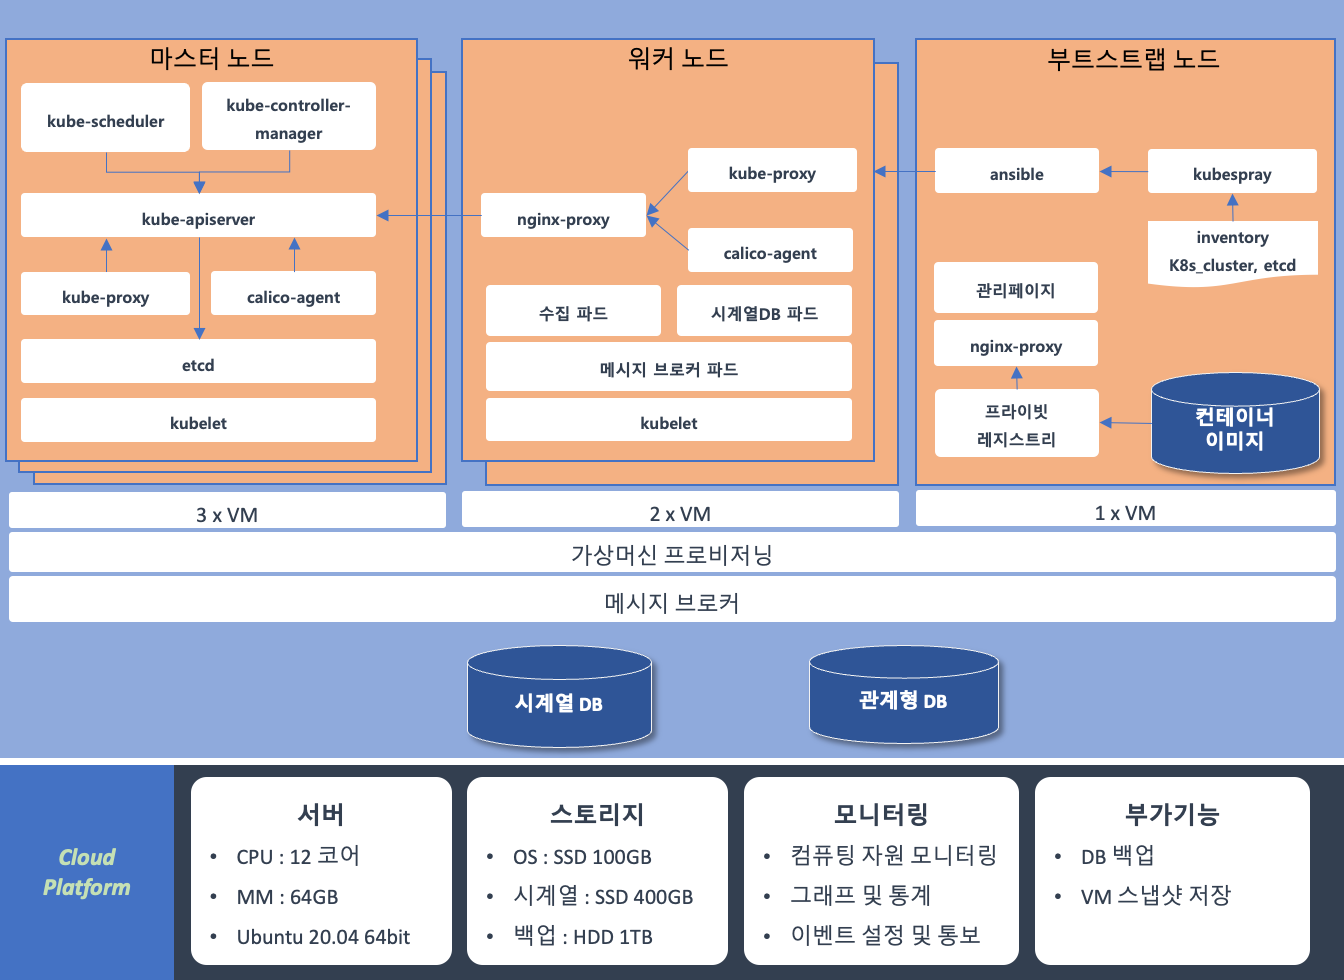 마스터 노드
kube-scheduler
kube-controller-
manager
kube-apiserver
kube-proxy
calico-agent
etcd
kubelet
3 x VM
워커 노드
kube-proxy
nginx-proxy
calico-agent
수집 파드
시계열DB 파드
메시지 브로커 파드
kubelet
2 x VM
부트스트랩 노드
ansible
kubespray
inventory
K8s_cluster, etcd
관리페이지
nginx-proxy
프라이빗
레지스트리
컨테이너
이미지
1 x VM
가상머신 프로비저닝
메시지 브로커
시계열 DB
관계형 DB
Cloud
Platform
서버
• CPU : 12 코어
• MM : 64GB
• Ubuntu 20.04 64bit
스토리지
• OS : SSD 100GB
• 시계열 : SSD 400GB
• 백업 : HDD 1TB
모니터링
• 컴퓨팅 자원 모니터링
• 그래프 및 통계
• 이벤트 설정 및 통보
부가기능
• DB 백업
• VM 스냅샷 저장